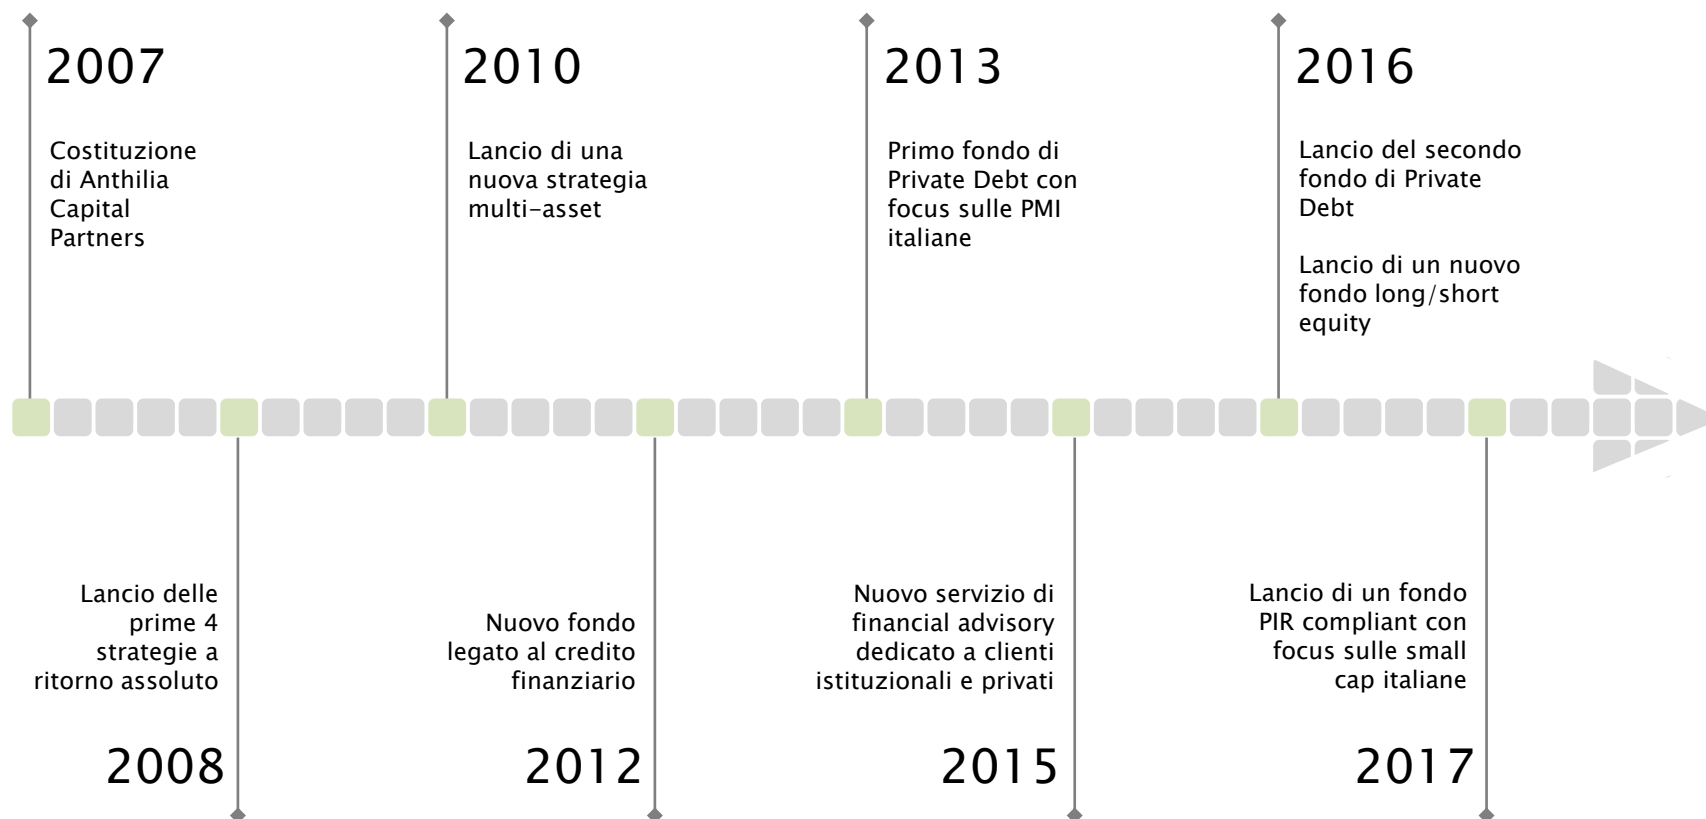 2007
Costituzione
di Anthilia
Capital
Partners
2010
Lancio di una
nuova strategia
multi-asset
2013
Primo fondo di
Private Debt con
focus sulle PMI
italiane
2016
Lancio del secondo
fondo di Private
Debt
Lancio di un nuovo
fondo long/short
equity
Lancio delle
prime 4
strategie a
ritorno assoluto
2008
Nuovo fondo
legato al credito
finanziario
2012
Nuovo servizio di
financial advisory
dedicato a clienti
istituzionali e privati
2015
Lancio di un fondo
PIR compliant con
focus sulle small
cap italiane
2017